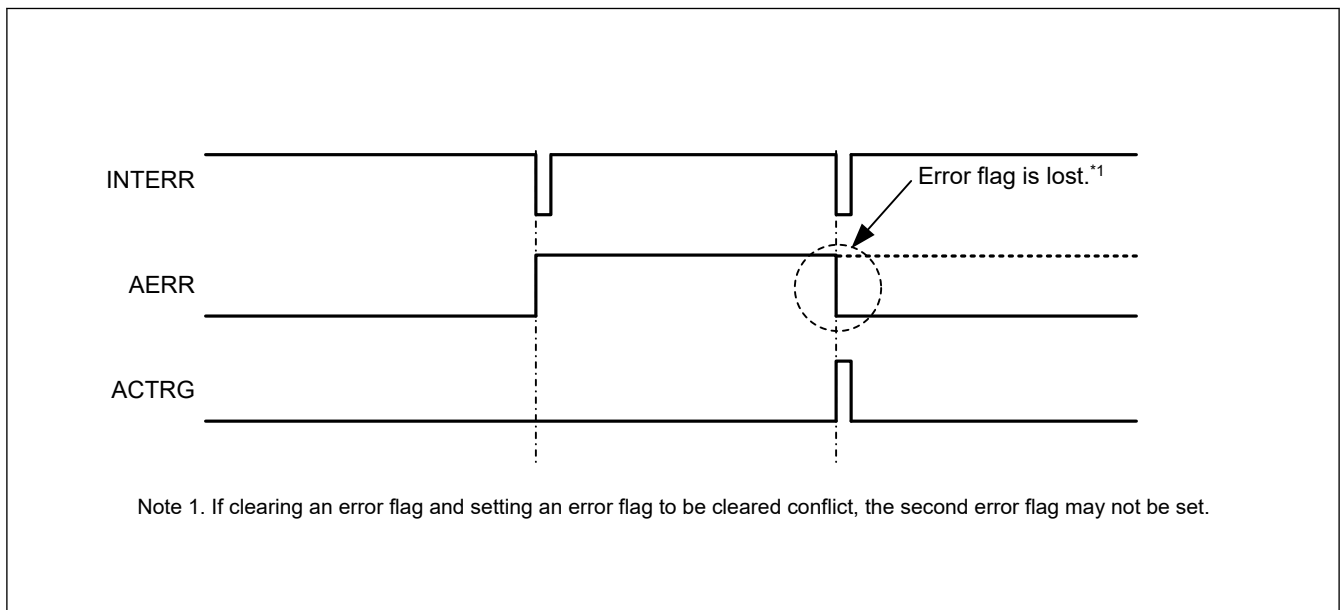 INTERR
Error flag is lost.*1
AERR
ACTRG
Note 1. If clearing an error flag and setting an error flag to be cleared conflict, the second error flag may not be set.